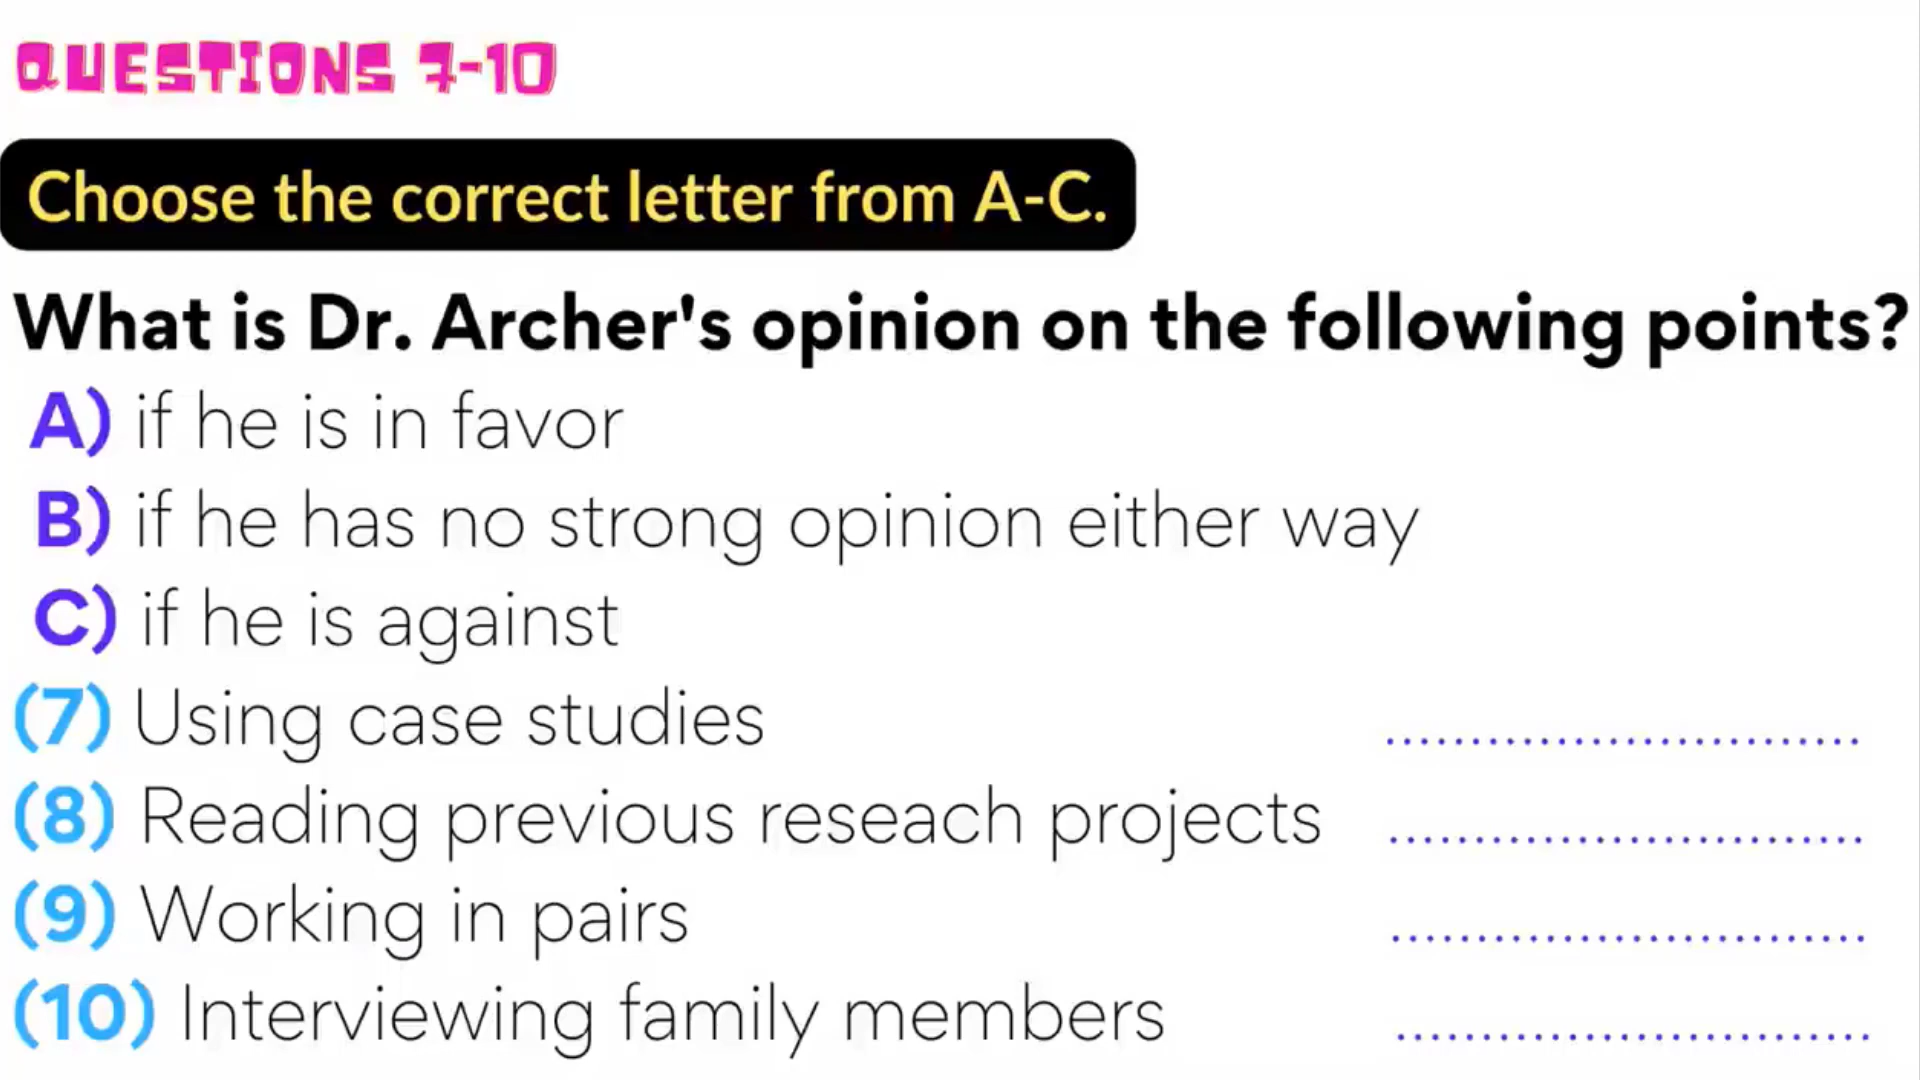 QUESTIONS 7-10
Choose the correct letter from A-C.
What is Dr. Archer's opinion on the following points?
A) if he is in favor
B) if he has no strong opinion either way
C) if he is against
(7) Using case studies ...........................
(8) Reading previous reseach projects ...........................
(9) Working in pairs ...........................
(10) Interviewing family members ...........................